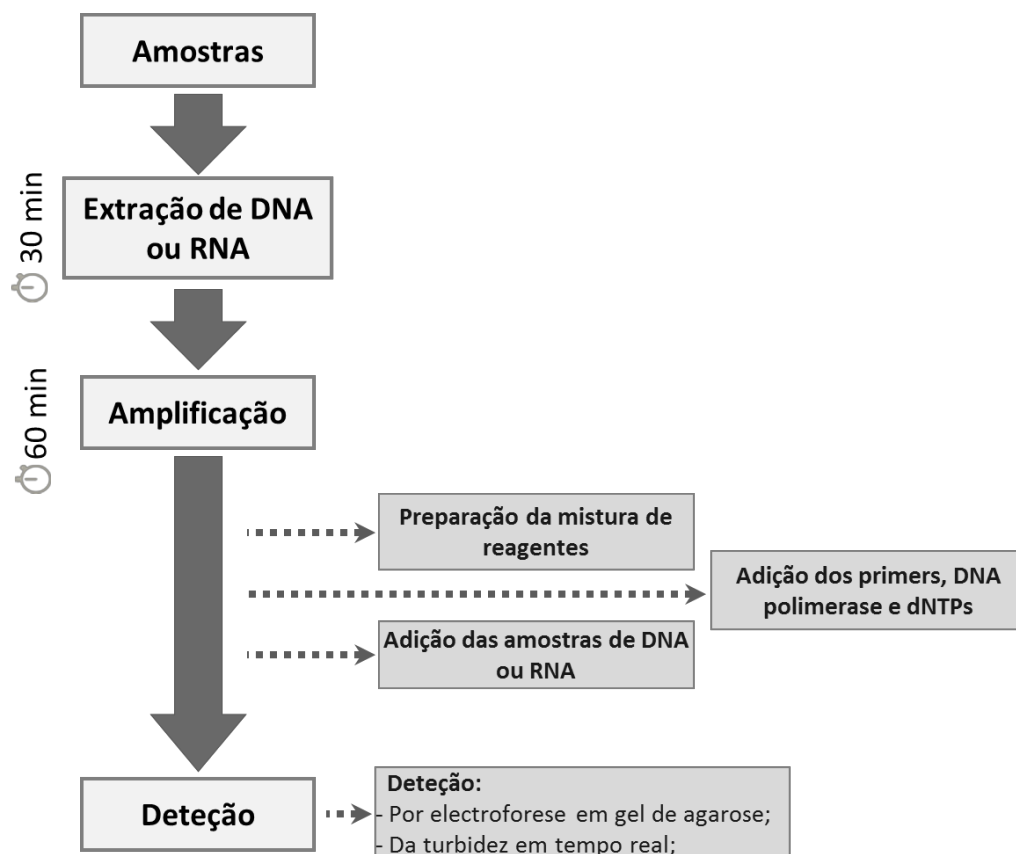 Amostras
30 min
Extração de DNA
ou RNA
60 min
Amplificação
Preparação da mistura de
reagentes
Adição dos primers, DNA
polimerase e dNTPs
Adição das amostras de DNA
ou RNA
Deteção
Deteção:
- Por electroforese em gel de agarose;
- Da turbidez em tempo real;